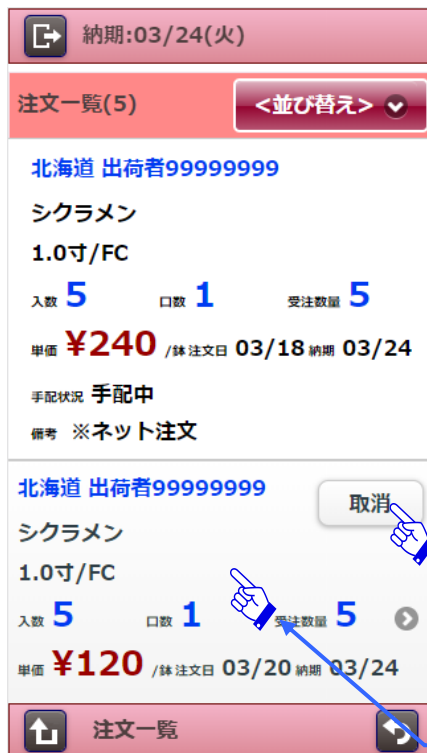 納期:03/24(火)
注文一覧(5)
<並び替え>
北海道 出荷者99999999
シクラメン
1.0寸/FC
入数 5 口数 1 受注数量 5
単価 ¥240 /鉢 注文日 03/18 納期 03/24
手配状況 手配中
備考 ※ネット注文
北海道 出荷者99999999
取消
シクラメン
1.0寸/FC
入数 5 口数 1 受注数量 5
単価 ¥120 /鉢 注文日 03/20 納期 03/24
注文一覧